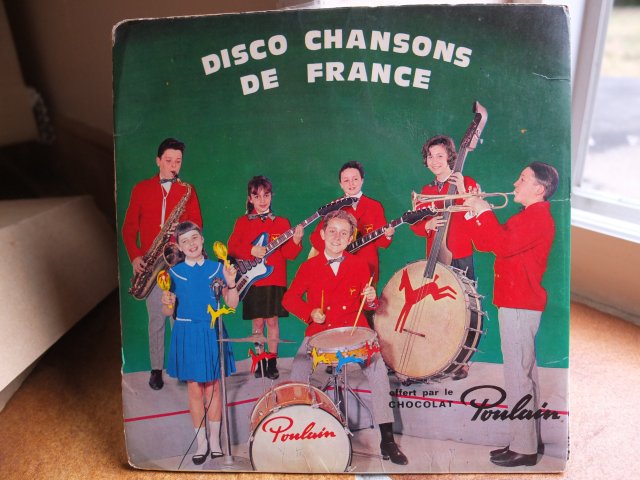 DISCO CHANSONS
DE FRANCE
offert par le
CHOCOLAT
Poulain
Poulain